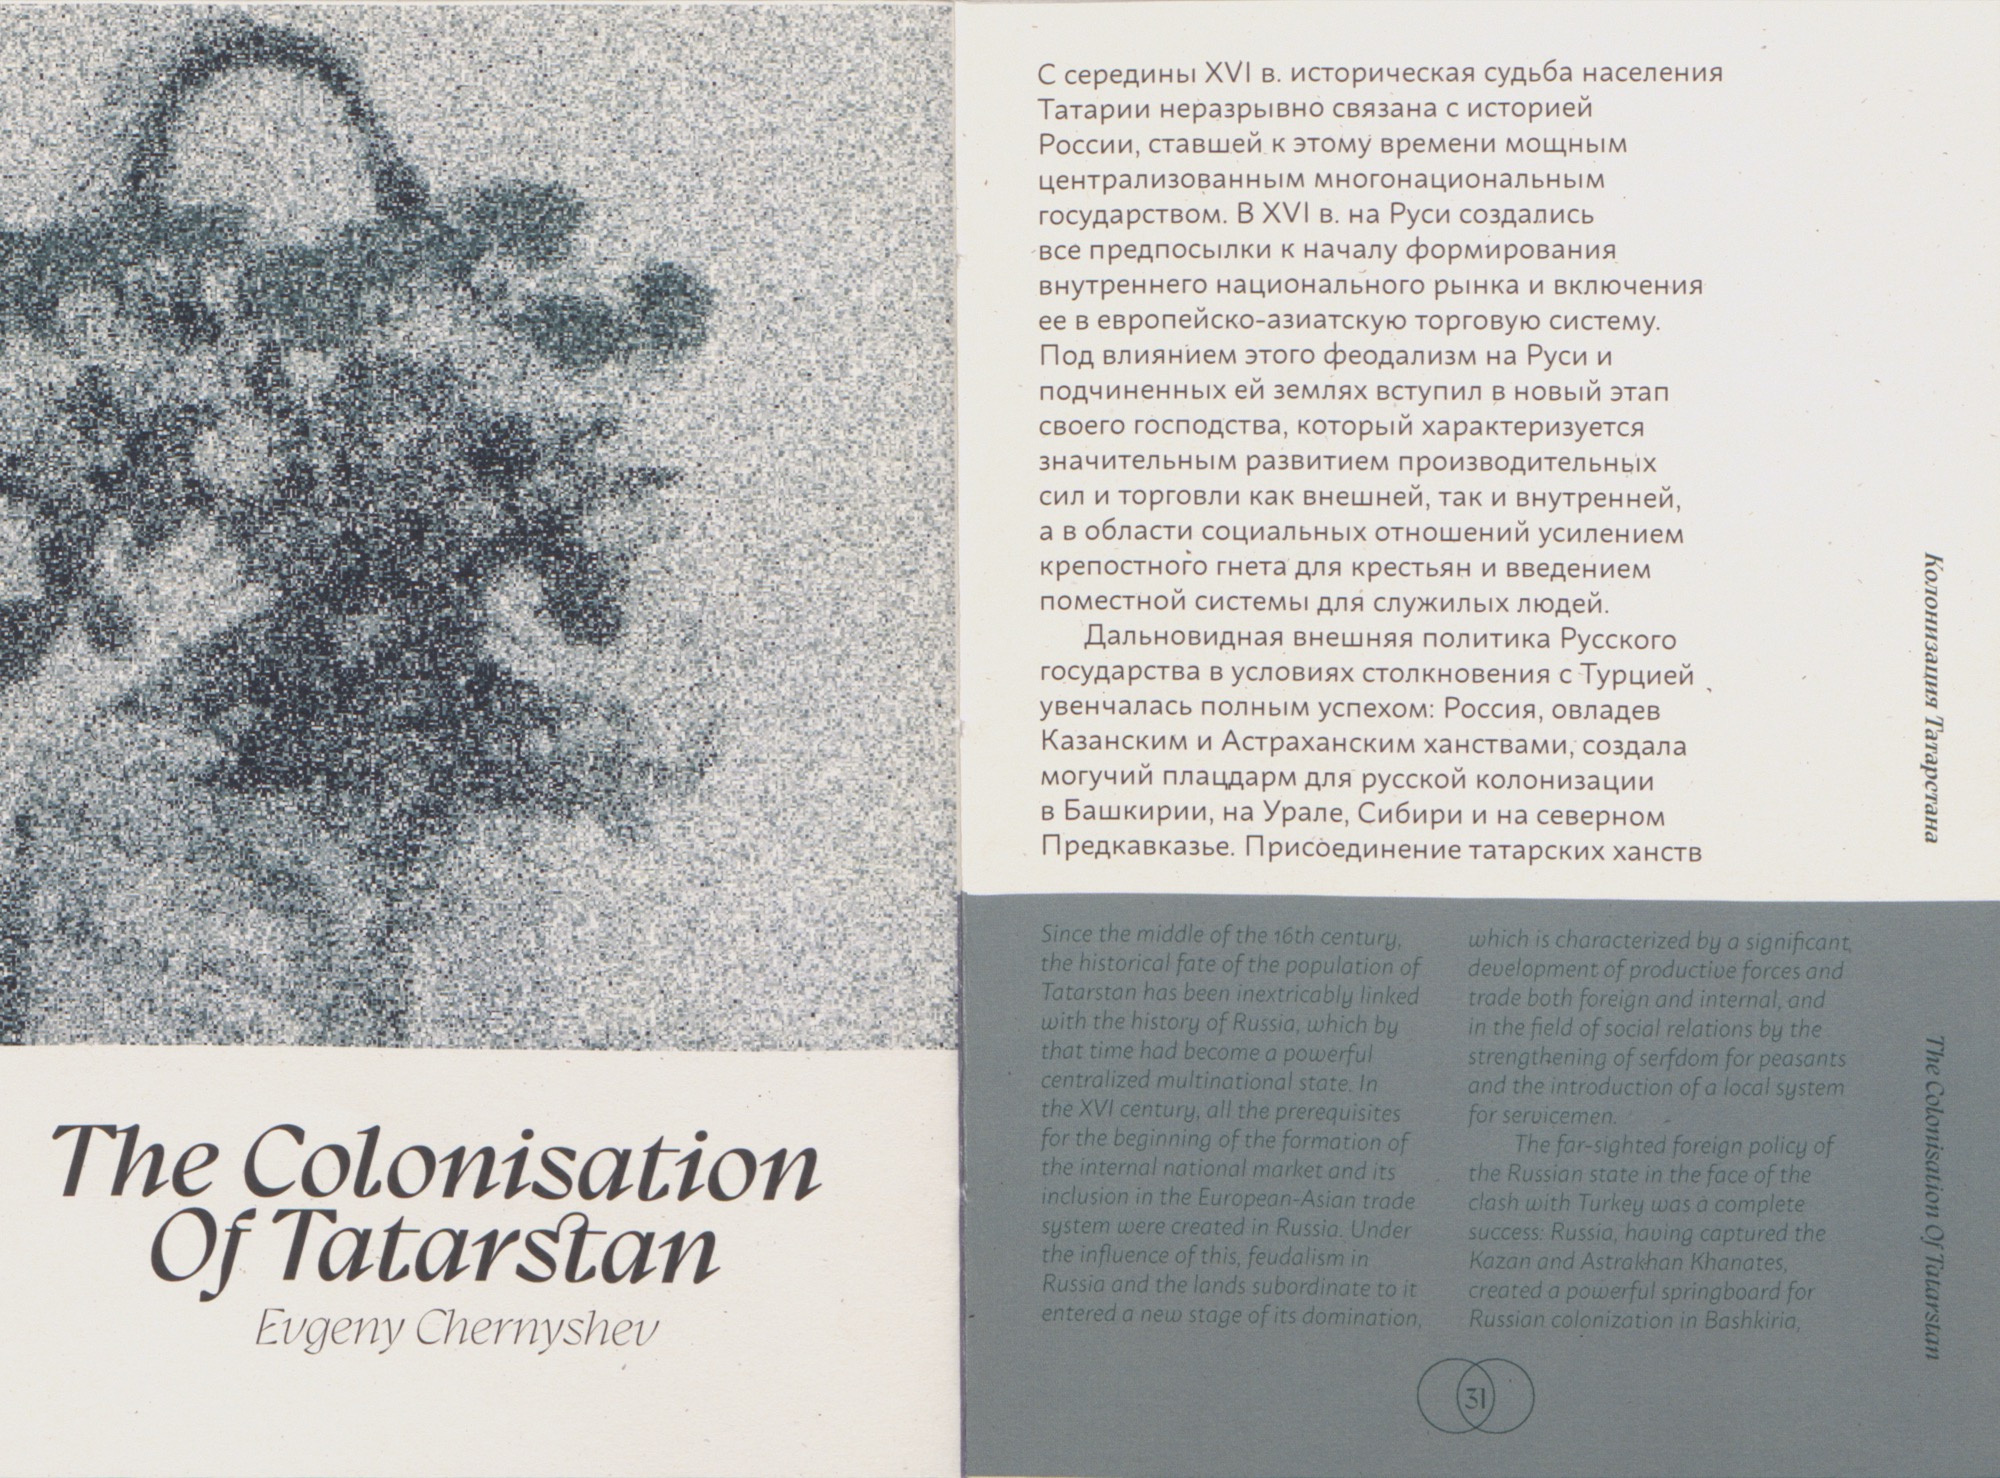 The Colonisation
Of Tatarstan
Evgeny Chernyshev
С середины XVI в. историческая судьба населения
Татарии неразрывно связана с историей
России, ставшей к этому времени мощным
централизованным многонациональным
государством. В XVI в. на Руси создались
все предпосылки к началу формирования
внутреннего национального рынка и включения
ее в европейско-азиатскую торговую систему.
Под влиянием этого феодализм на Руси и
подчиненных ей землях вступил в новый этап
своего господства, который характеризуется
значительным развитием производительных
сил и торговли как внешней, так и внутренней,
а в области социальных отношений усилением
крепостного гнета для крестьян и введением
поместной системы для служилых людей.
Дальновидная внешняя политика Русского
государства в условиях столкновения с Турцией
увенчалась полным успехом: Россия, овладев
Казанским и Астраханским ханствами, создала
могучий плацдарм для русской колонизации
в Башкирии, на Урале, Сибири и на северном
Предкавказье. Присоединение татарских ханств
Колонизация Татарстана
Since the middle of the 16th century,
the historical fate of the population of
Tatarstan has been inextricably linked
with the history of Russia, which by
that time had become a powerful
centralized multinational state. In
the XVI century, all the prerequisites
for the beginning of the formation of
the internal national market and its
inclusion in the European-Asian trade
system were created in Russia. Under
the influence of this, feudalism in
Russia and the lands subordinate to it
entered a new stage of its domination,
which is characterized by a significant
development of productive forces and
trade both foreign and internal, and
in the field of social relations by the
strengthening of serfdom for peasants
and the introduction of a local system
for servicemen.
The far-sighted foreign policy of
the Russian state in the face of the
clash with Turkey was a complete
success: Russia, having captured the
Kazan and Astrakhan Khanates,
created a powerful springboard for
Russian colonization in Bashkiria,
The Colonisation Of Tatarstan
31